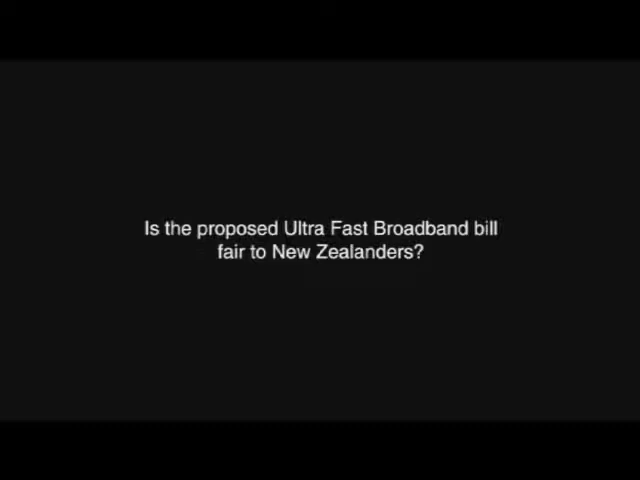 Is the proposed Ultra Fast Broadband bill
fair to New Zealanders?